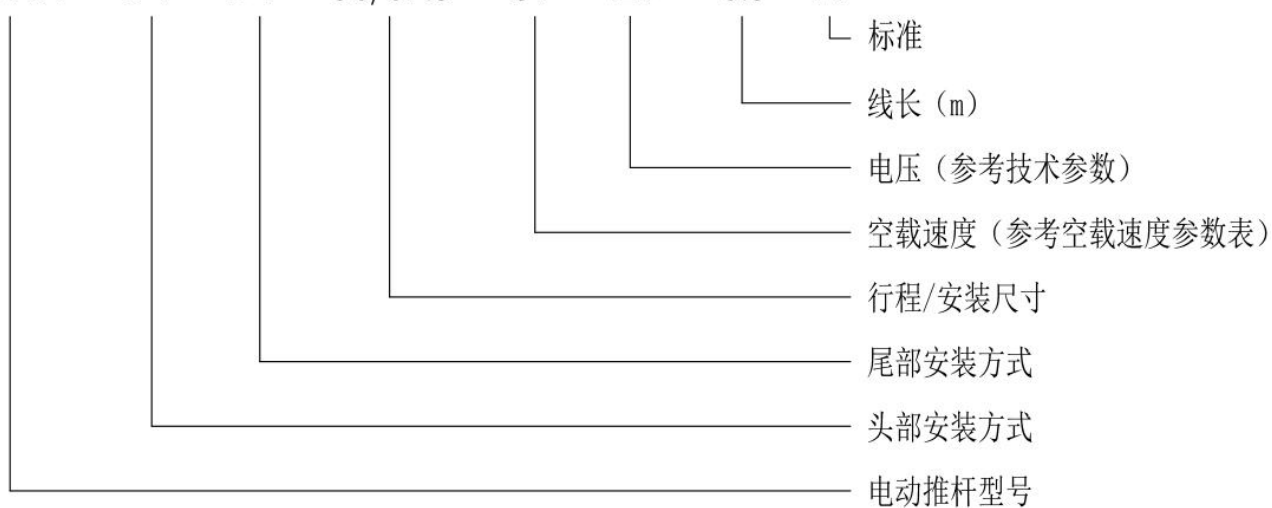 标准
线长（m）
电压（参考技术参数）
空载速度（参考空载速度参数表）
行程/安装尺寸
尾部安装方式
头部安装方式
电动推杆型号